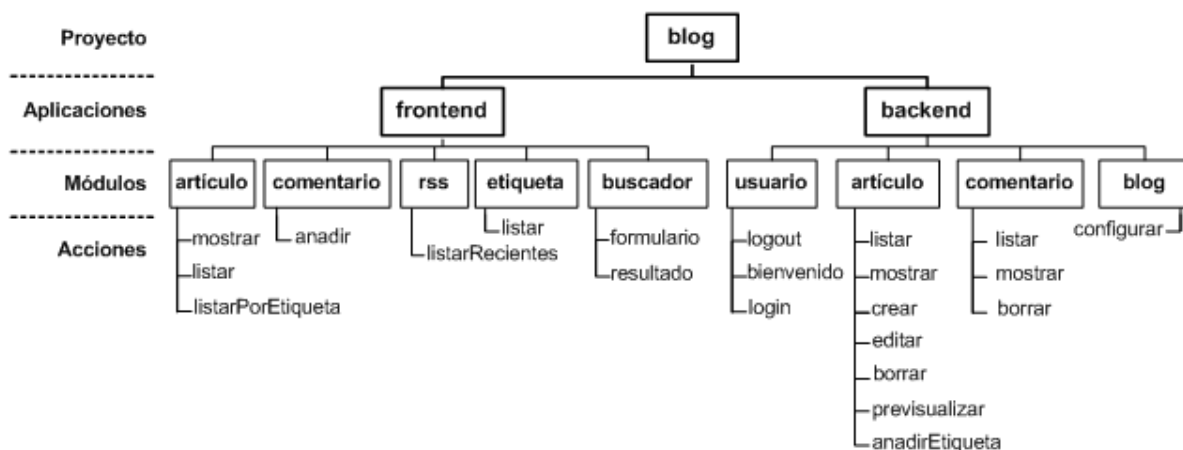 Proyecto
blog
Aplicaciones
frontend
backend
Módulos
artículo
comentario
rss
etiqueta
buscador
usuario
artículo
comentario
blog
Acciones
mostrar
listar
listarPorEtiqueta
anadir
listarRecientes
listar
formulario
resultado
logout
bienvenido
login
listar
mostrar
crear
editar
borrar
previsualizar
anadirEtiqueta
listar
mostrar
borrar
configurar